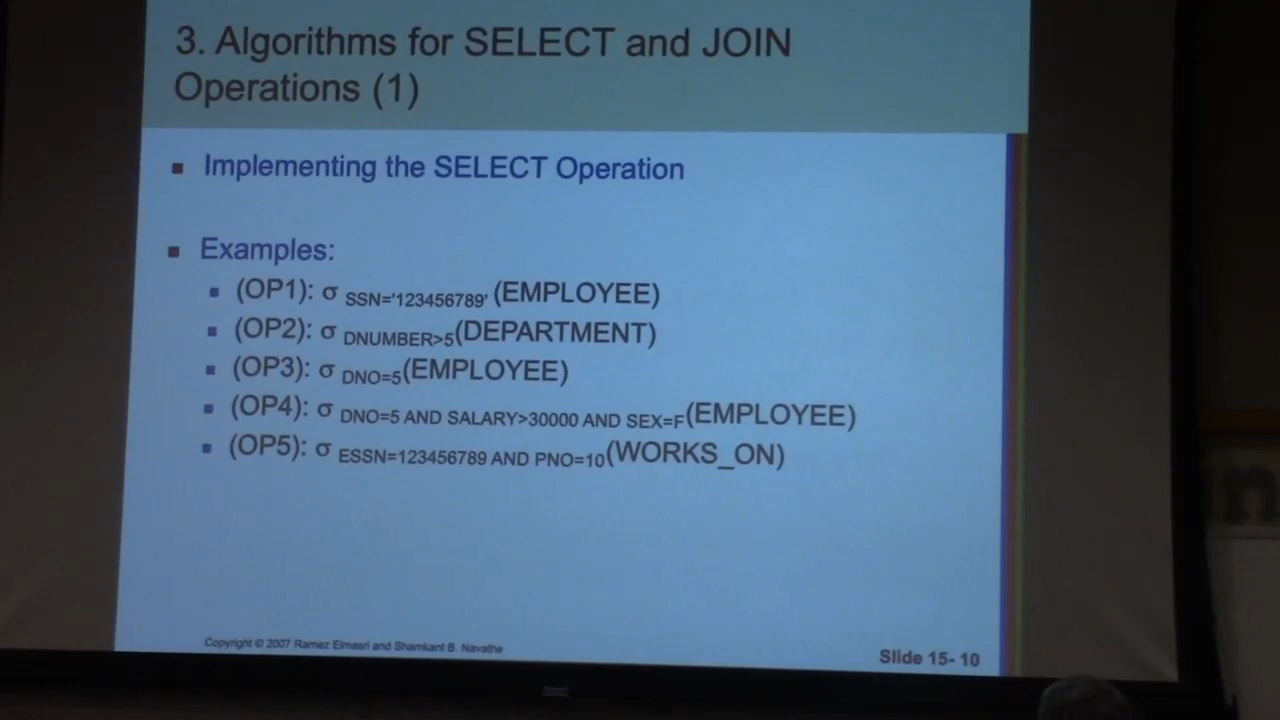 3. Algorithms for SELECT and JOIN
Operations (1)
Implementing the SELECT Operation
Examples:
(OP1): σ SSN='123456789' (EMPLOYEE)
(OP2): σ DNUMBER>5(DEPARTMENT)
(OP3): σ DNO=5(EMPLOYEE)
(OP4): σ DNO=5 AND SALARY>30000 AND SEX=F(EMPLOYEE)
(OP5): σ ESSN=123456789 AND PNO=10(WORKS_ON)
Copyright © 2007 Ramez Elmasri and Shamkant B. Navathe
Slide 15- 10